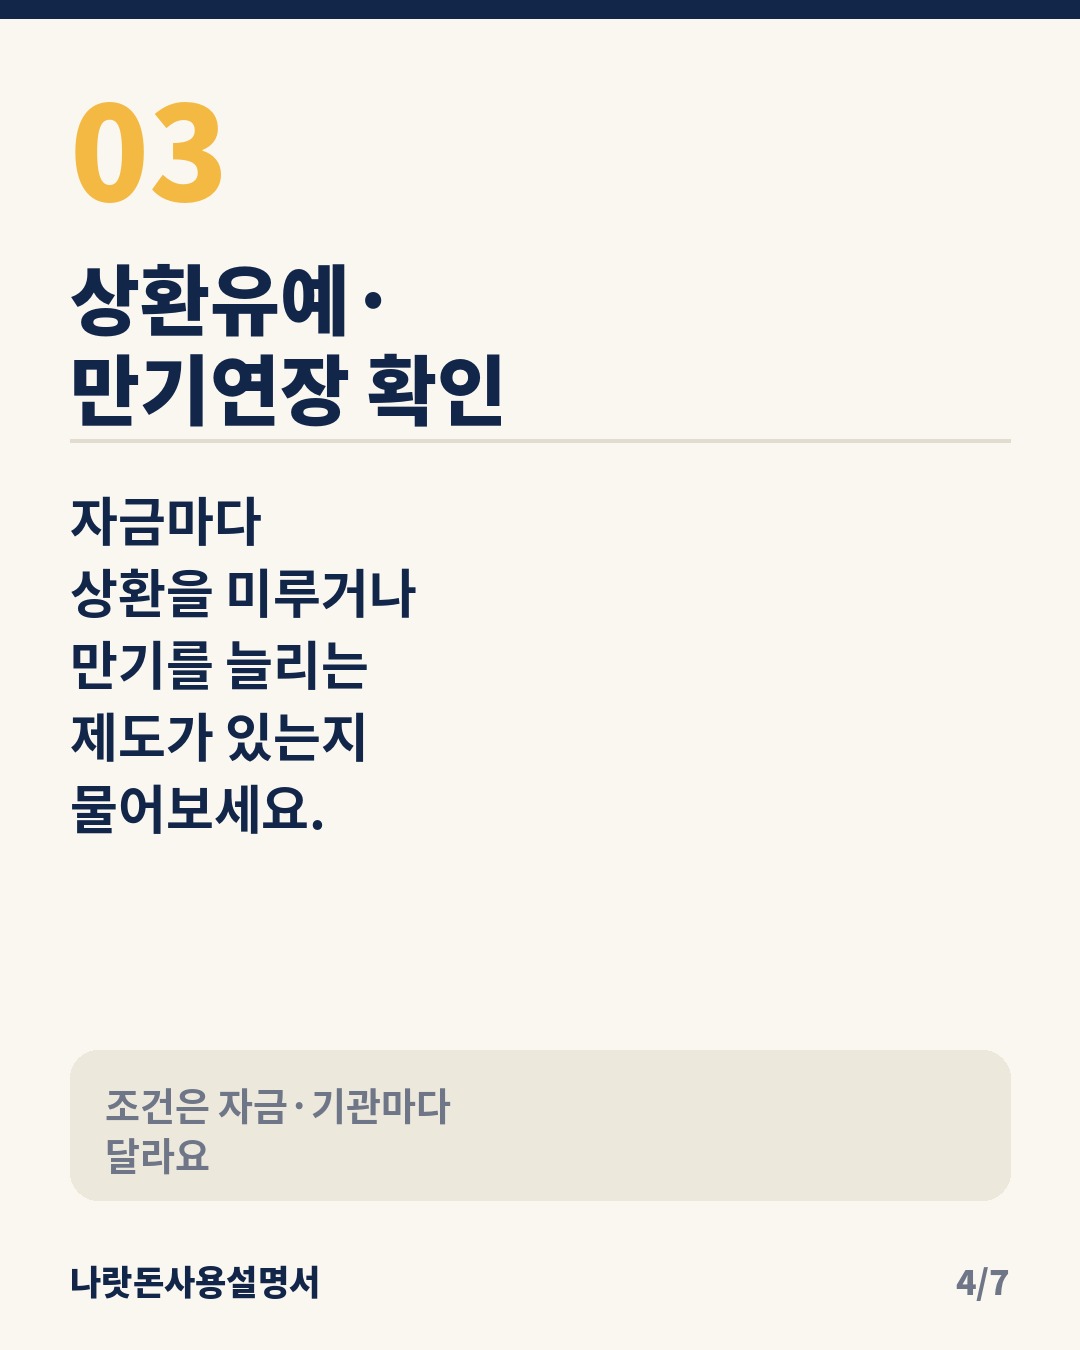 03
상환유예·
만기연장 확인
자금마다
상환을 미루거나
만기를 늘리는
제도가 있는지
물어보세요.
조건은 자금·기관마다
달라요
나랏돈사용설명서
4/7